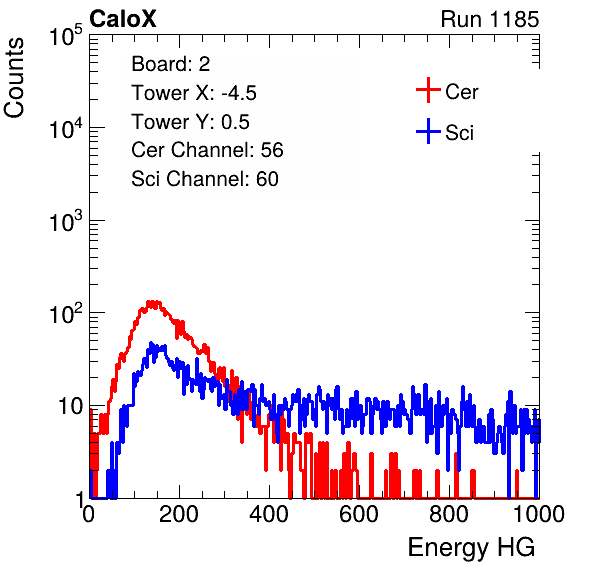 CaloX Run 1185
Counts
10^5
10^4
10^3
10^2
10
1
Board: 2
Tower X: -4.5
Tower Y: 0.5
Cer Channel: 56
Sci Channel: 60
Cer
Sci
0 200 400 600 800 1000
Energy HG